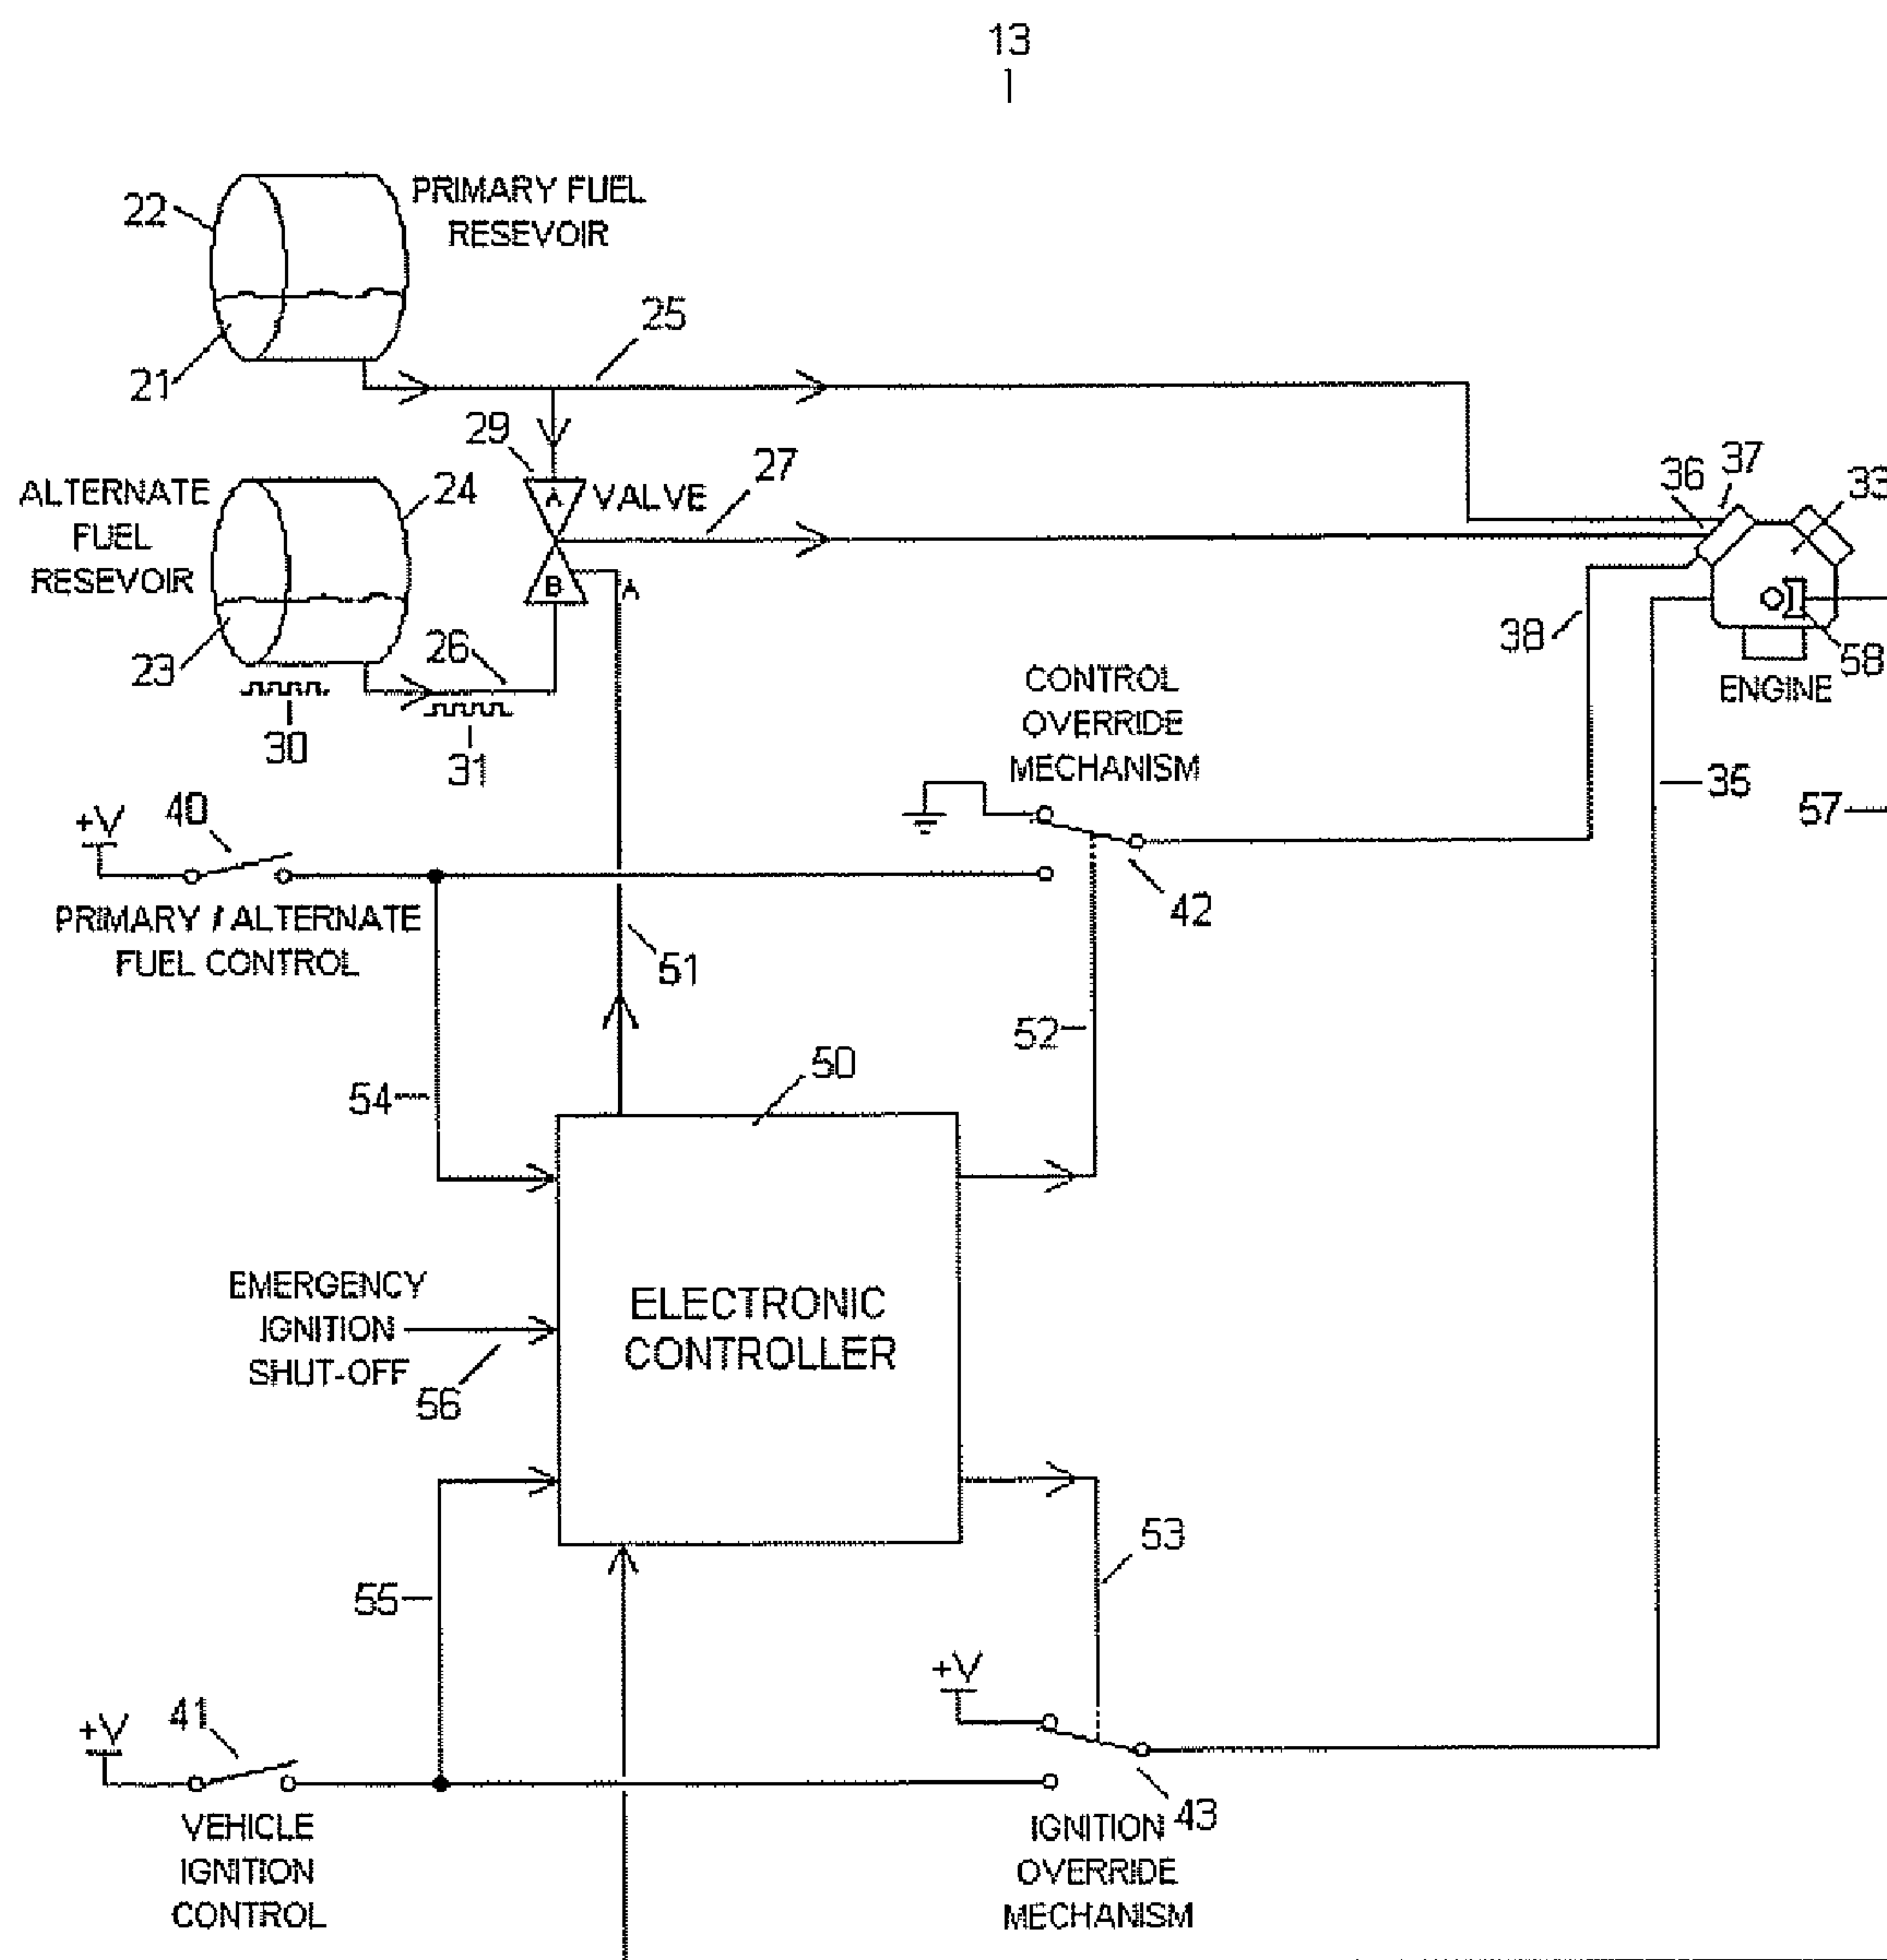 13
PRIMARY FUEL
RESEVOIR
22
21
25
29
A
VALVE
27
B
A
ALTERNATE
FUEL
RESEVOIR
24
23
26
30
31
36
37
33
38
58
ENGINE
35
57
CONTROL
OVERRIDE
MECHANISM
+V
40
42
PRIMARY / ALTERNATE
FUEL CONTROL
51
52
54
50
EMERGENCY
IGNITION
SHUT-OFF
56
ELECTRONIC
CONTROLLER
53
55
+V
+V
41
43
VEHICLE
IGNITION
CONTROL
IGNITION
OVERRIDE
MECHANISM